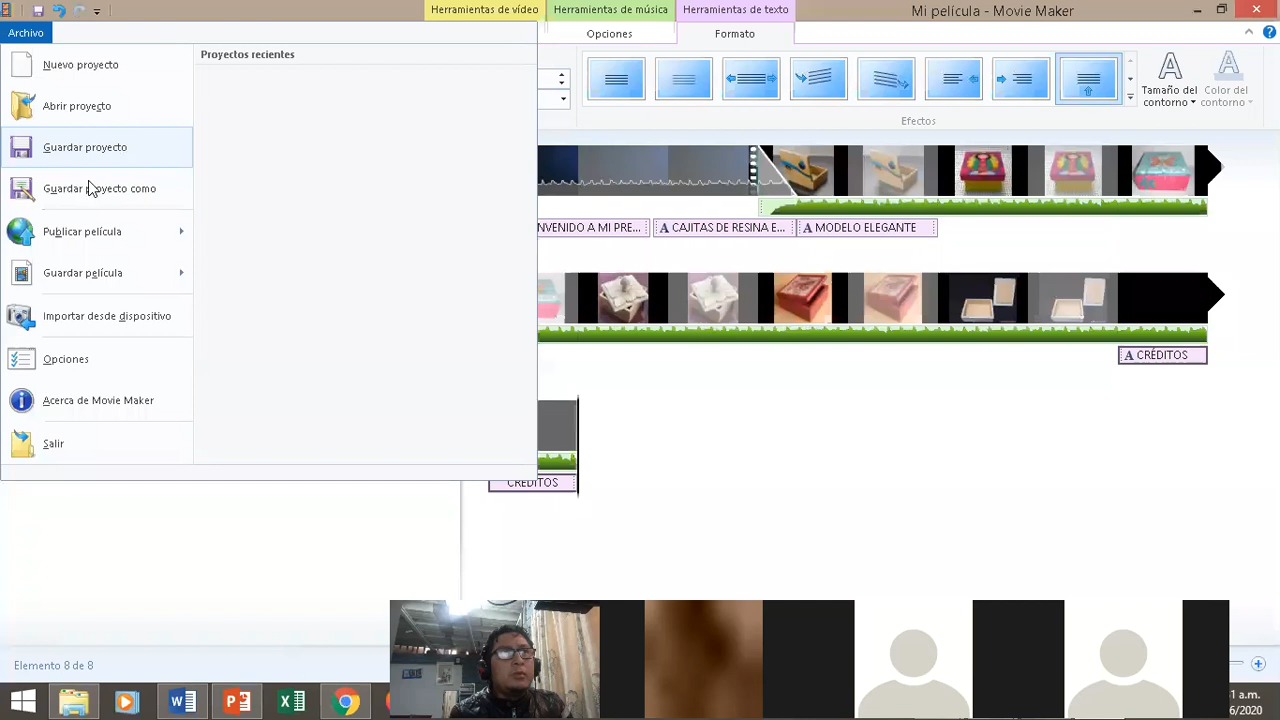 Herramientas de vídeo
Herramientas de música
Herramientas de texto
Mi película - Movie Maker
Archivo
Opciones
Formato
Nuevo proyecto
Abrir proyecto
Guardar proyecto
Guardar proyecto como
Publicar película
Guardar película
Importar desde dispositivo
Opciones
Acerca de Movie Maker
Salir
Proyectos recientes
Tamaño del contorno
Color del contorno
Efectos
NVENIDO A MI PRE...
A CAJITAS DE RESINA E...
A MODELO ELEGANTE
A CRÉDITOS
CRÉDITOS
Elemento 8 de 8
1 a.m.
6/2020